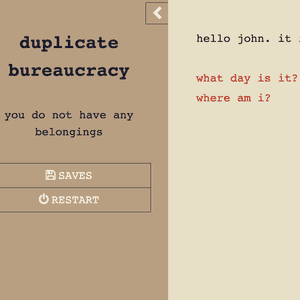 duplicate
bureaucracy
you do not have any
belongings
SAVES
RESTART
hello john. it
what day is it?
where am i?